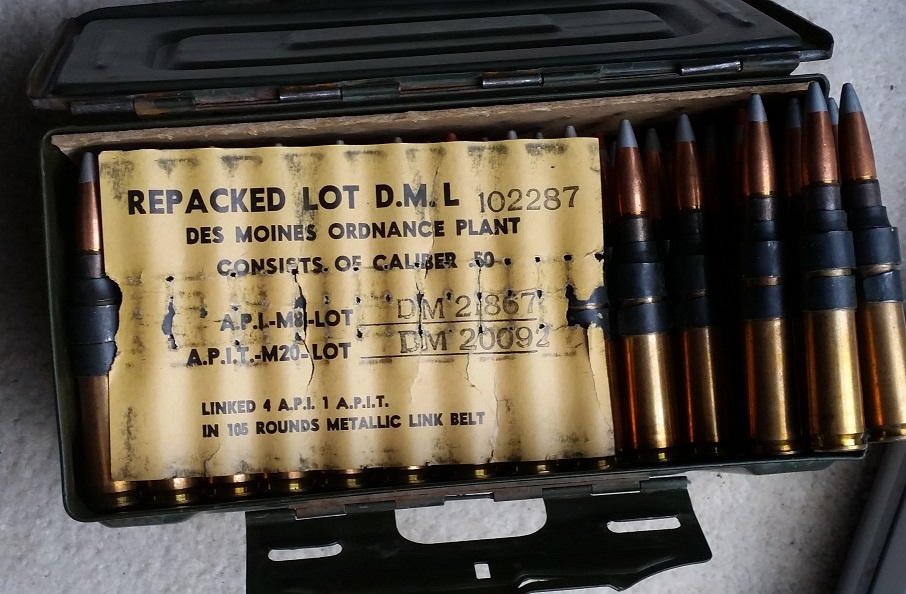 REPACKED LOT D.M.L 102287
DES MOINES ORDNANCE PLANT
CONSISTS OF CALIBER .50
A.P.I.-M8-LOT DM 21867
A.P.I.T.-M20-LOT DM 20092
LINKED 4 A.P.I. 1 A.P.I.T.
IN 105 ROUNDS METALLIC LINK BELT